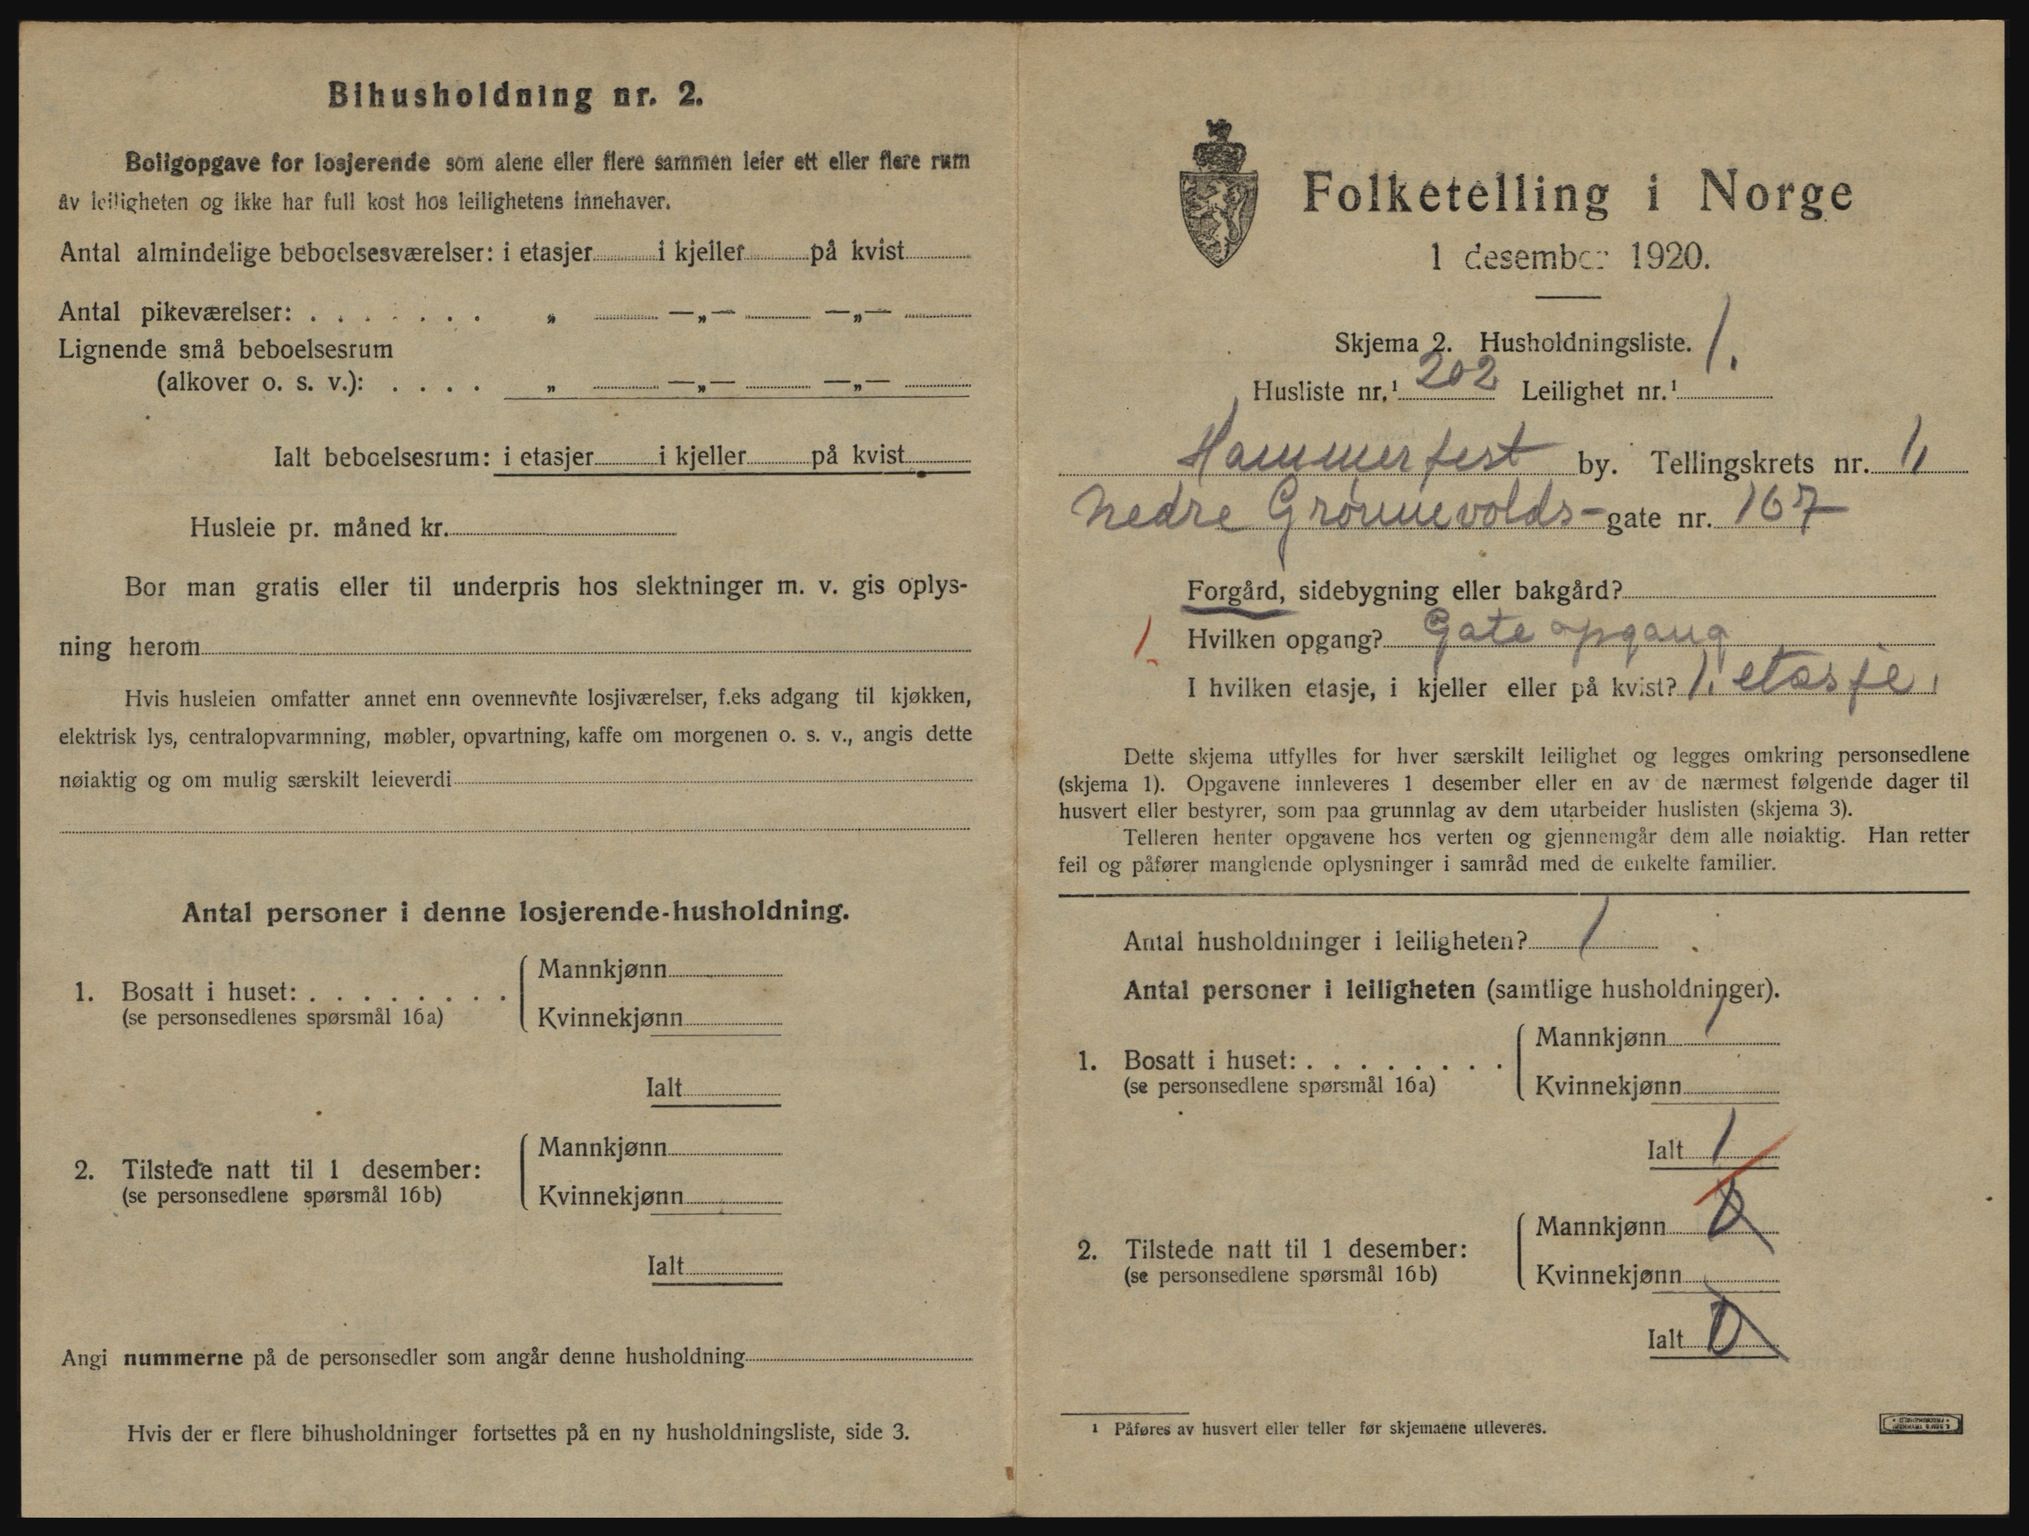 Bihusholdning nr. 2.
Boligopgave for losjerende som alene eller flere sammen leier ett eller flere rum
av leiligheten og ikke har full kost hos leilighetens innehaver.
Antal almindelige beboelsesværelser: i etasjer i kjeller på kvist
Antal pikeværelser: . . . . . . . „ —„— —„—
Lignende små beboelsesrum
(alkover o. s. v.): . . . . „ —„— —„—
Ialt beboelsesrum: i etasjer i kjeller på kvist
Husleie pr. måned kr.
Bor man gratis eller til underpris hos slektninger m. v. gis oplys-
ning herom
Hvis husleien omfatter annet enn ovennevnte losjiværelser, f.eks adgang til kjøkken,
elektrisk lys, centralopvarmning, møbler, opvartning, kaffe om morgenen o. s. v., angis dette
nøiaktig og om mulig særskilt leieverdi
Antal personer i denne losjerende-husholdning.
Mannkjønn
1. Bosatt i huset: . . . . . . . .
(se personsedlenes spørsmål 16a)
Kvinnekjønn
Ialt
Mannkjønn
2. Tilstede natt til 1 desember:
(se personsedlene spørsmål 16b)
Kvinnekjønn
Ialt
Angi nummerne på de personsedler som angår denne husholdning
Hvis der er flere bihusholdninger fortsettes på en ny husholdningsliste, side 3.
Folketelling i Norge
1 desember 1920.
Skjema 2. Husholdningsliste. 1.
Husliste nr.¹ 202 Leilighet nr.¹
Hammerfest by. Tellingskrets nr. 1,
Nedre Grønnevolds-gate nr. 167
Forgård, sidebygning eller bakgård?
1. Hvilken opgang? Gate opgang
I hvilken etasje, i kjeller eller på kvist? 1. etasje,
Dette skjema utfylles for hver særskilt leilighet og legges omkring personsedlene
(skjema 1). Opgavene innleveres 1 desember eller en av de nærmest følgende dager til
husvert eller bestyrer, som paa grunnlag av dem utarbeider huslisten (skjema 3).
Telleren henter opgavene hos verten og gjennemgår dem alle nøiaktig. Han retter
feil og påfører manglende oplysninger i samråd med de enkelte familier.
Antal husholdninger i leiligheten? 1
Antal personer i leiligheten (samtlige husholdninger).
Mannkjønn 1
1. Bosatt i huset: . . . . . . . .
(se personsedlene spørsmål 16a)
Kvinnekjønn
Ialt 1
Mannkjønn 0
2. Tilstede natt til 1 desember:
(se personsedlene spørsmål 16b)
Kvinnekjønn
Ialt 0
¹ Påføres av husvert eller teller før skjemaene utleveres.